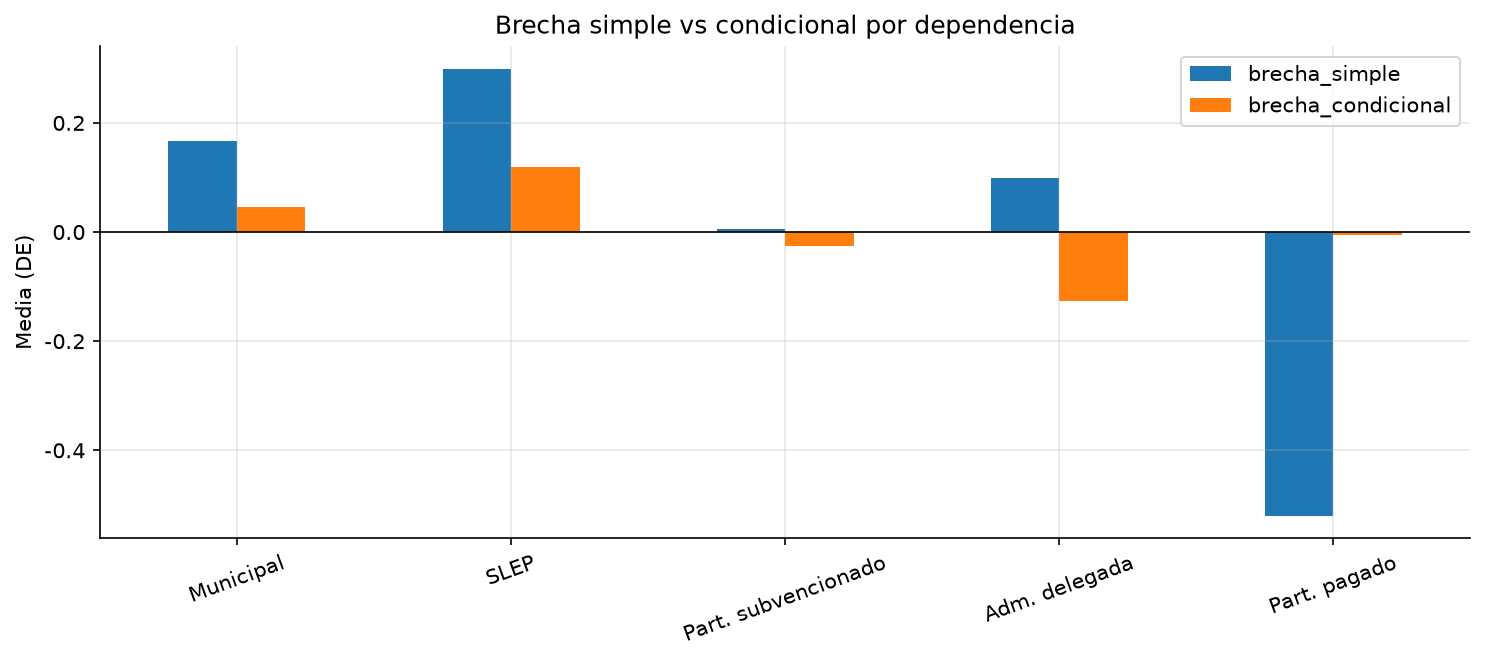 Brecha simple vs condicional por dependencia
brecha_simple
brecha_condicional
Media (DE)
0.2
0.0
-0.2
-0.4
Municipal
SLEP
Part. subvencionado
Adm. delegada
Part. pagado